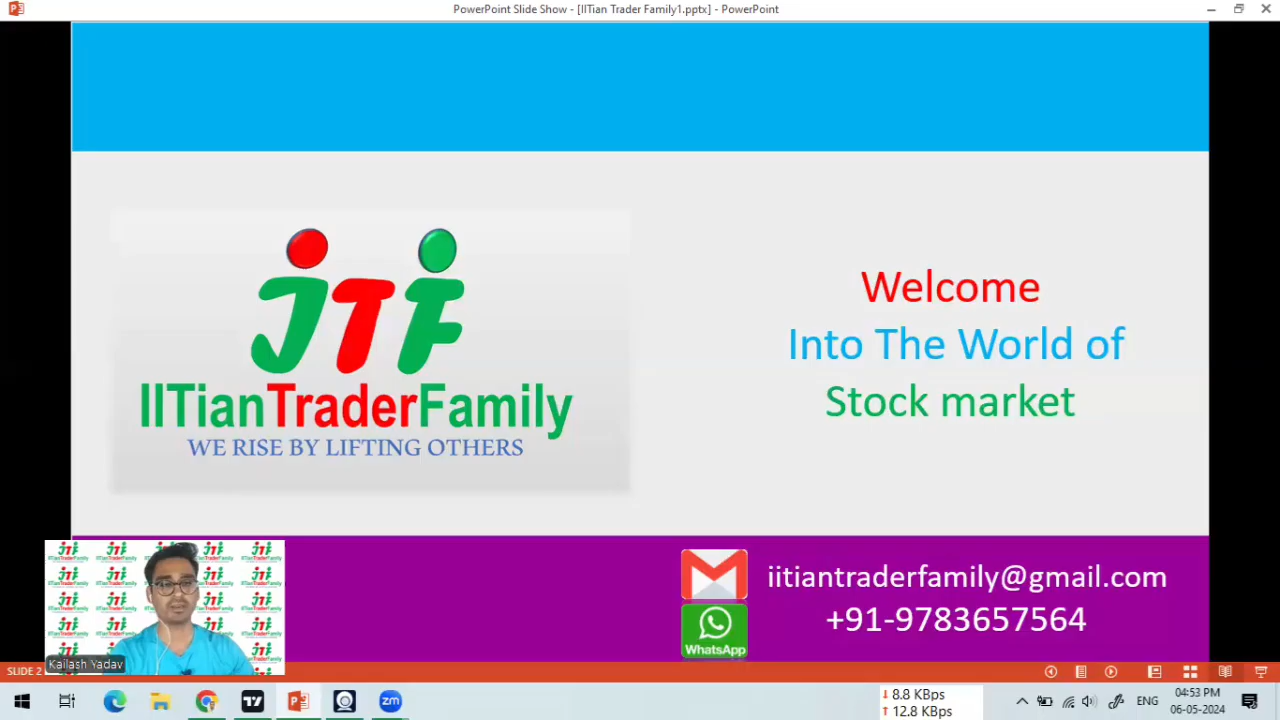 PowerPoint Slide Show - [IITian Trader Family1.pptx] - PowerPoint
JTF
IITianTraderFamily
WE RISE BY LIFTING OTHERS
Welcome
Into The World of
Stock market
iitiantraderfamily@gmail.com
+91-9783657564
WhatsApp
Kailash Yadav
SLIDE 2
8.8 KBps
12.8 KBps
ENG
04:53 PM
06-05-2024
zm